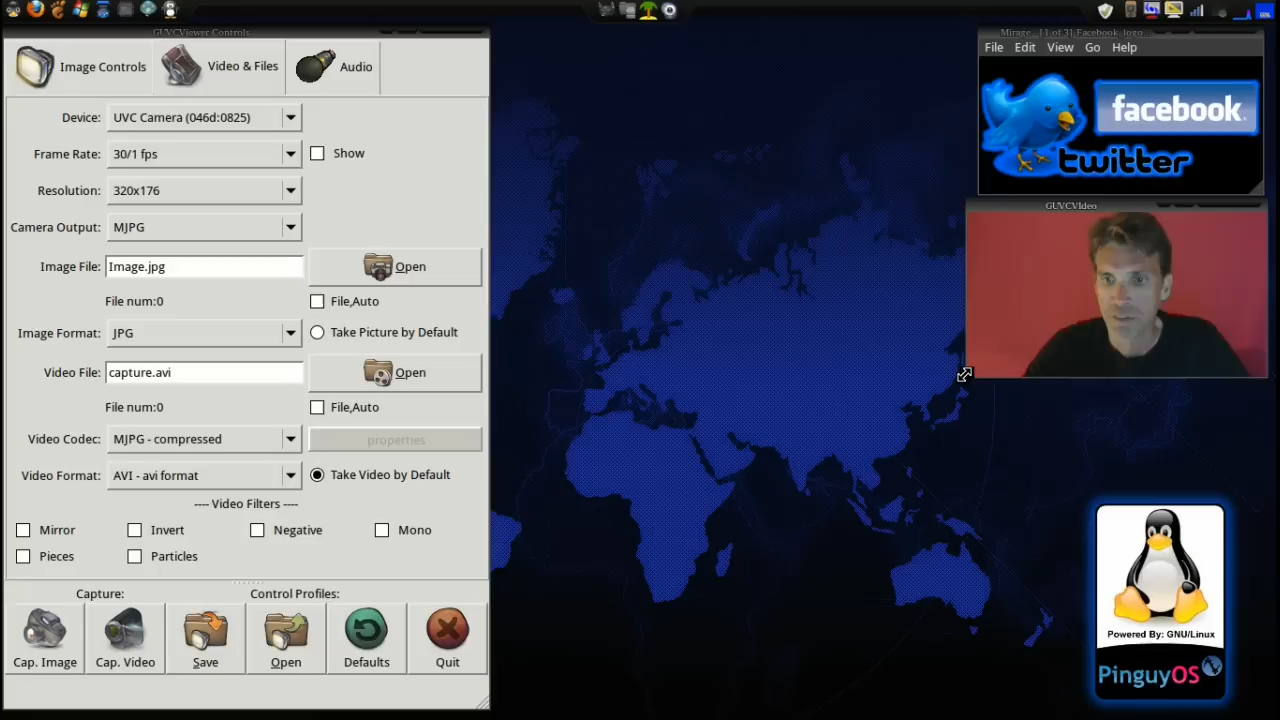 GUVCViewer Controls
Image Controls
Video & Files
Audio
Device:
UVC Camera (046d:0825)
Frame Rate:
30/1 fps
Show
Resolution:
320x176
Camera Output:
MJPG
Image File:
Image.jpg
Open
File num:0
File,Auto
Image Format:
JPG
Take Picture by Default
Video File:
capture.avi
Open
File num:0
File,Auto
Video Codec:
MJPG - compressed
properties
Video Format:
AVI - avi format
Take Video by Default
---- Video Filters ----
Mirror
Invert
Negative
Mono
Pieces
Particles
Capture:
Control Profiles:
Cap. Image
Cap. Video
Save
Open
Defaults
Quit
Mirage - [1 of 3] Facebook_logo...
File Edit View Go Help
facebook.
twitter
GUVCVideo
Powered By: GNU/Linux
PinguyOS